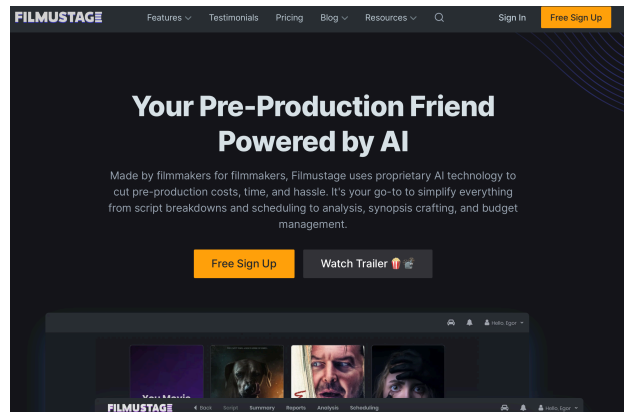 FILMUSTAGE Features Testimonials Pricing Blog Resources Sign In Free Sign Up
Your Pre-Production Friend
Powered by AI
Made by filmmakers for filmmakers, Filmustage uses proprietary AI technology to
cut pre-production costs, time, and hassle. It's your go-to to simplify everything
from script breakdowns and scheduling to analysis, synopsis crafting, and budget
management.
Free Sign Up Watch Trailer 🍿🎬
Hello, Egor
You Movie
FILMUSTAGE Back Script Summary Reports Analysis Scheduling Hello, Egor